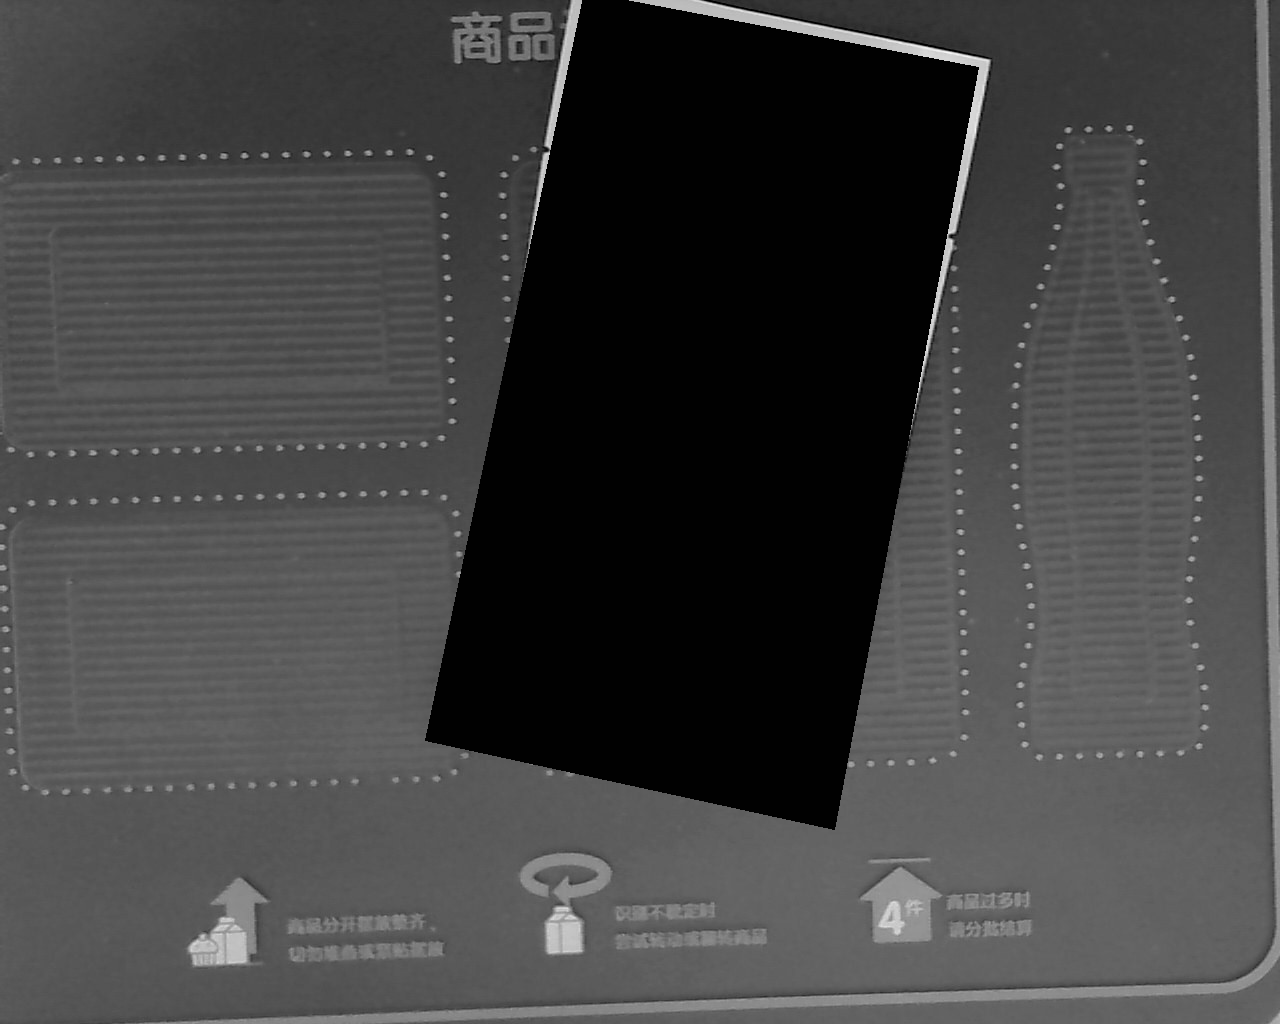 商品
商品分开摆放整齐，
切勿堆叠或紧贴摆放
识别不稳定时
尝试转动或翻转商品
4件
商品过多时
请分批结算